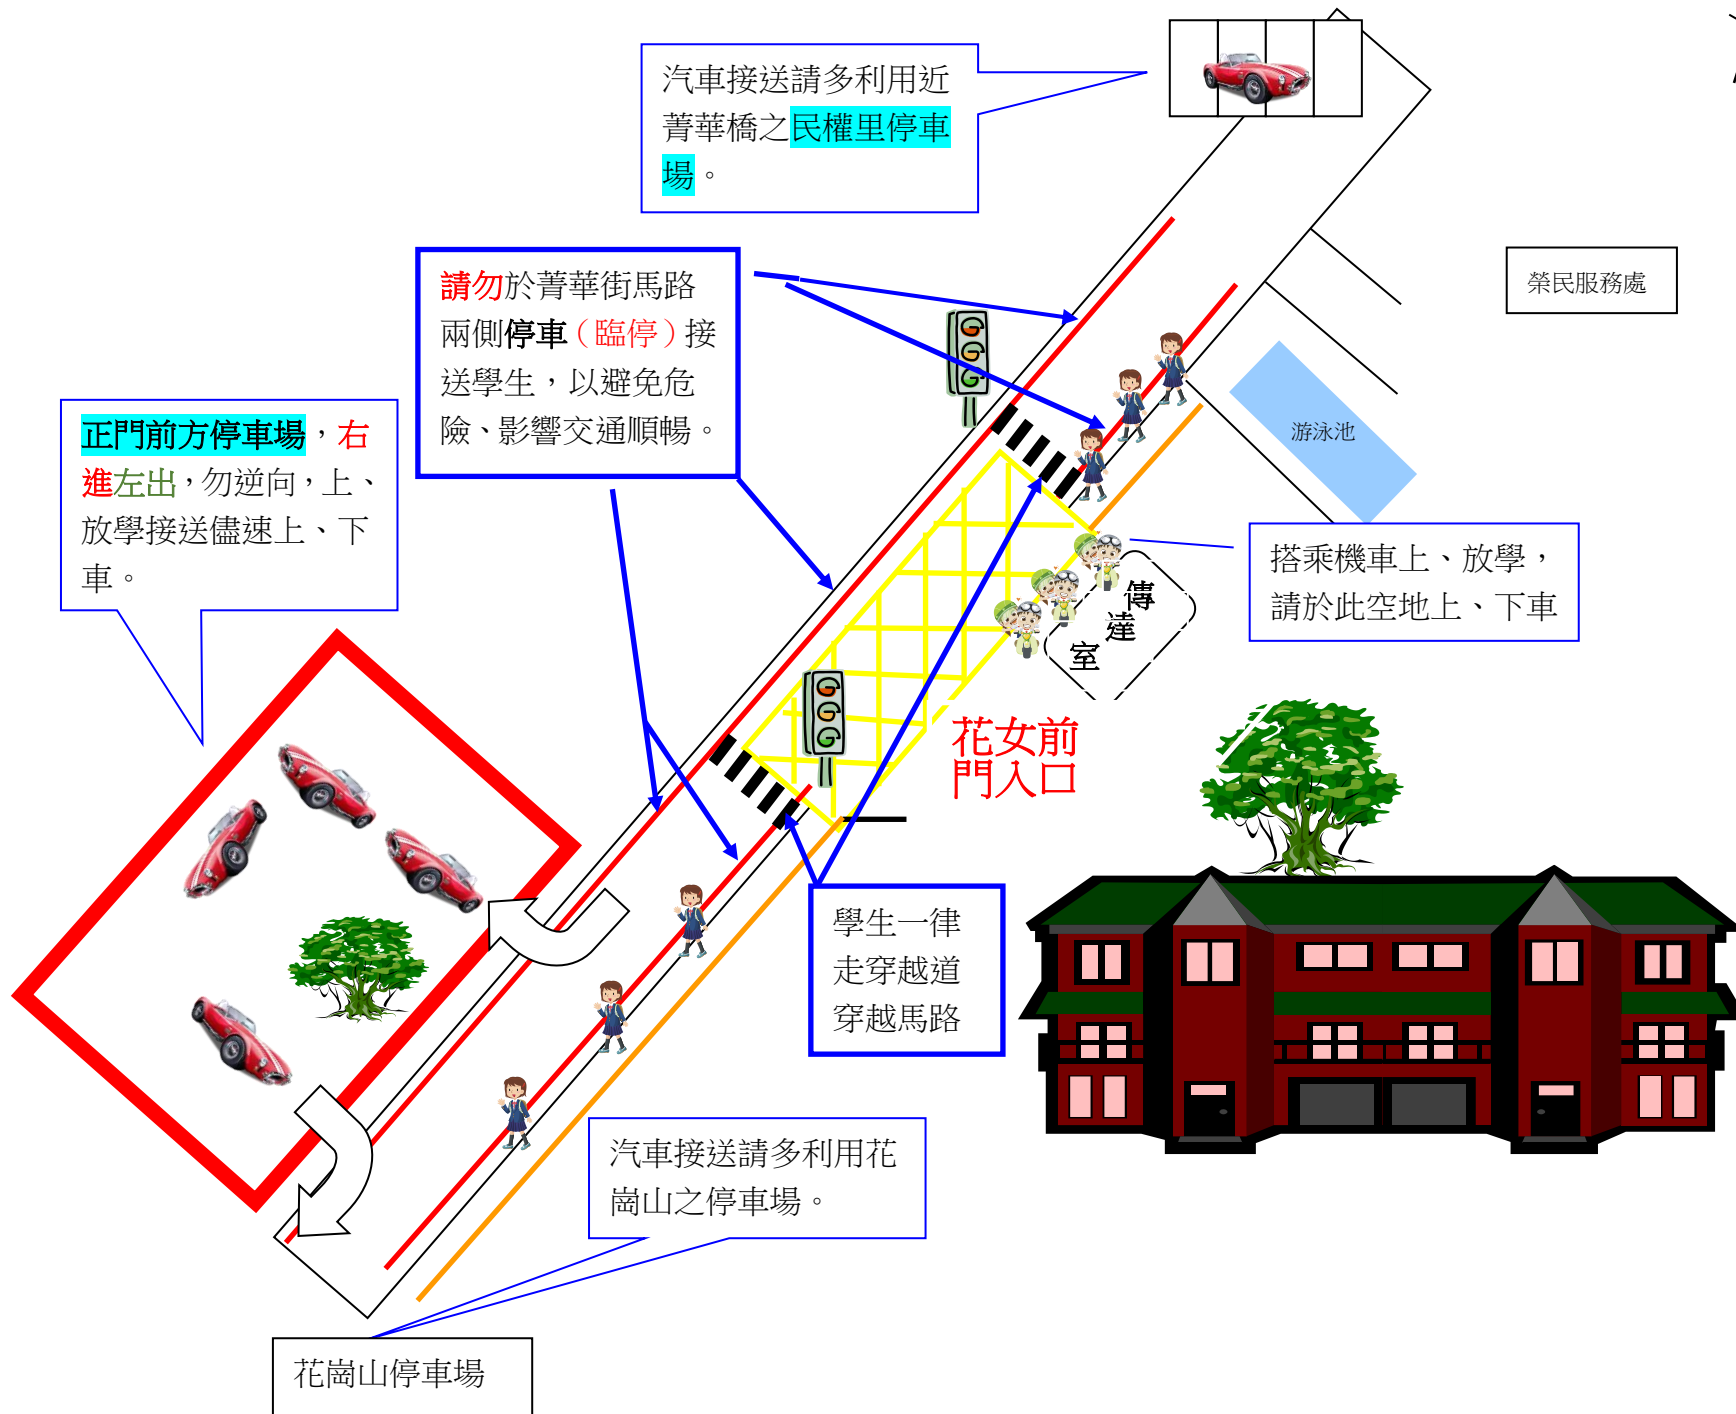 汽車接送請多利用近
菁華橋之民權里停車
場。
請勿於菁華街馬路
兩側停車（臨停）接
送學生，以避免危
險、影響交通順暢。
榮民服務處
正門前方停車場，右
進左出，勿逆向，上、
放學接送儘速上、下
車。
游泳池
搭乘機車上、放學，
請於此空地上、下車
傳
達
室
花女前
門入口
學生一律
走穿越道
穿越馬路
汽車接送請多利用花
崗山之停車場。
花崗山停車場